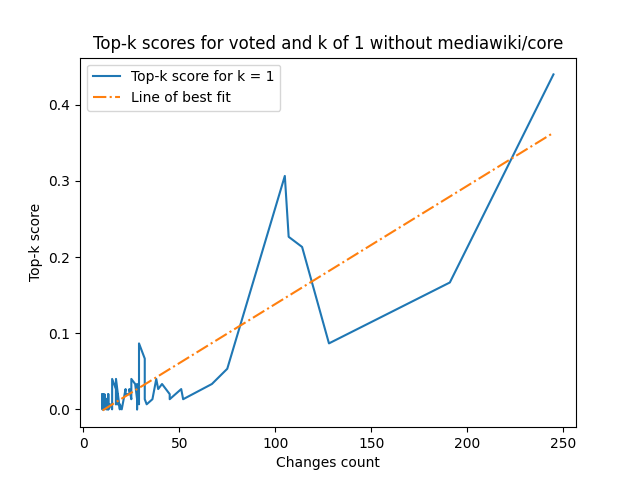 Top-k scores for voted and k of 1 without mediawiki/core
Top-k score for k = 1
Line of best fit
0.4
0.3
0.2
0.1
0.0
Top-k score
0 50 100 150 200 250
Changes count